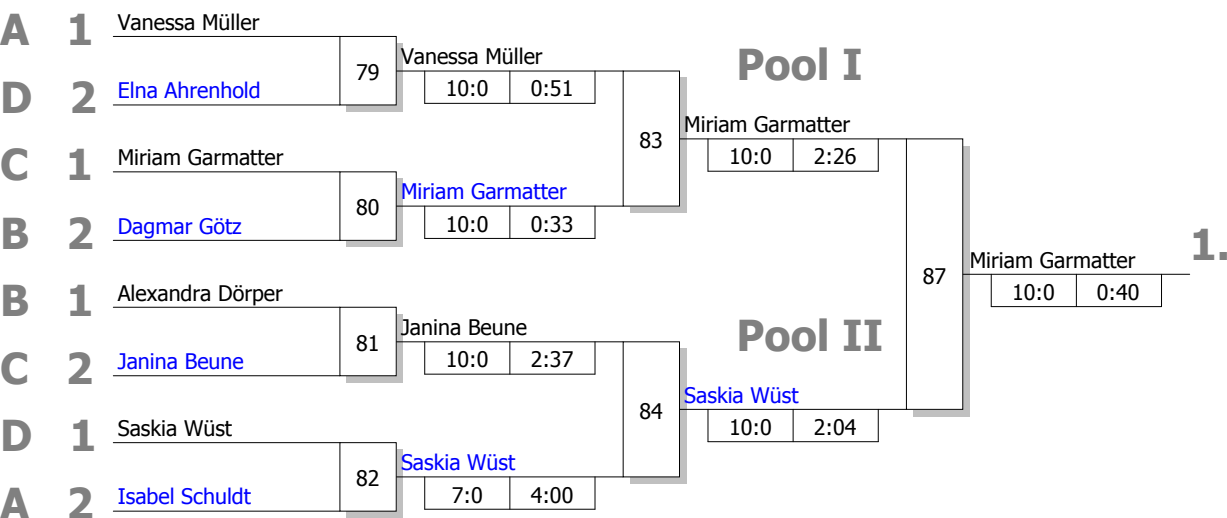 A 1 Vanessa Müller
79
Vanessa Müller
10:0 0:51
D 2 Elna Ahrenhold
Pool I
83
Miriam Garmatter
10:0 2:26
C 1 Miriam Garmatter
80
Miriam Garmatter
10:0 0:33
B 2 Dagmar Götz
87
Miriam Garmatter
1.
10:0 0:40
B 1 Alexandra Dörper
81
Janina Beune
10:0 2:37
C 2 Janina Beune
Pool II
84
Saskia Wüst
10:0 2:04
D 1 Saskia Wüst
82
Saskia Wüst
7:0 4:00
A 2 Isabel Schuldt